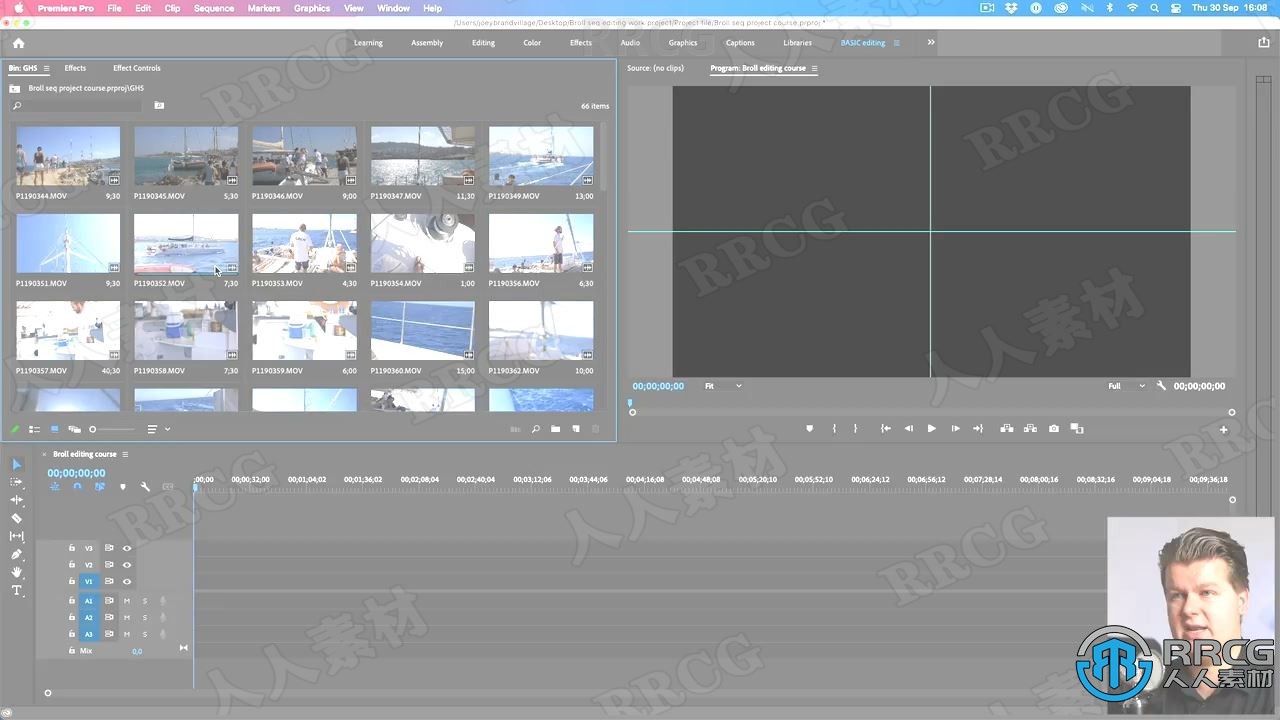 Premiere Pro File Edit Clip Sequence Markers Graphics View Window Help Thu 30 Sep 16:08
/Users/joeybrandvillage/Desktop/Broll seq editing work project/Project file/Broll seq project course.prproj *
Learning Assembly Editing Color Effects Audio Graphics Captions Libraries BASIC editing
Bin: GH5 Effects Effect Controls
Source: (no clips) Program: Broll editing course
Broll seq project course.prproj\GH5
66 items
P1190344.MOV 9;30 P1190345.MOV 5;30 P1190346.MOV 9;00 P1190347.MOV 11;30 P1190349.MOV 13;00
P1190351.MOV 9;30 P1190352.MOV 7;30 P1190353.MOV 4;30 P1190354.MOV 1;00 P1190356.MOV 6;30
P1190357.MOV 40;30 P1190358.MOV 7;30 P1190359.MOV 6;00 P1190360.MOV 15;00 P1190362.MOV 10;00
00;00;00;00 Fit Full 00;00;00;00
Broll editing course
00;00;00;00
;00;00 00;00;32;00 00;01;04;02 00;01;36;02 00;02;08;04 00;02;40;04 00;03;12;06 00;03;44;06 00;04;16;08 00;04;48;08 00;05;20;10 00;05;52;10 00;06;24;12 00;06;56;12 00;07;28;14 00;08;00;16 00;08;32;16 00;09;04;18 00;09;36;18
V3
V2
V1
A1 M S
A2 M S
A3 M S
Mix 0,0
RRCG
人人素材